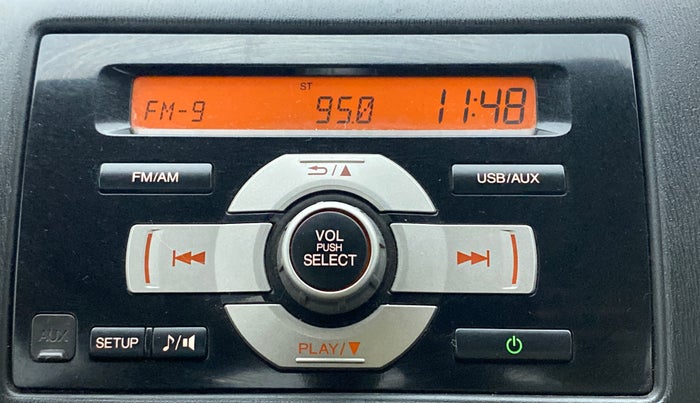 ST
FM-9 95.0 11:48
FM/AM USB/AUX
VOL
PUSH
SELECT
AUX SETUP
PLAY/